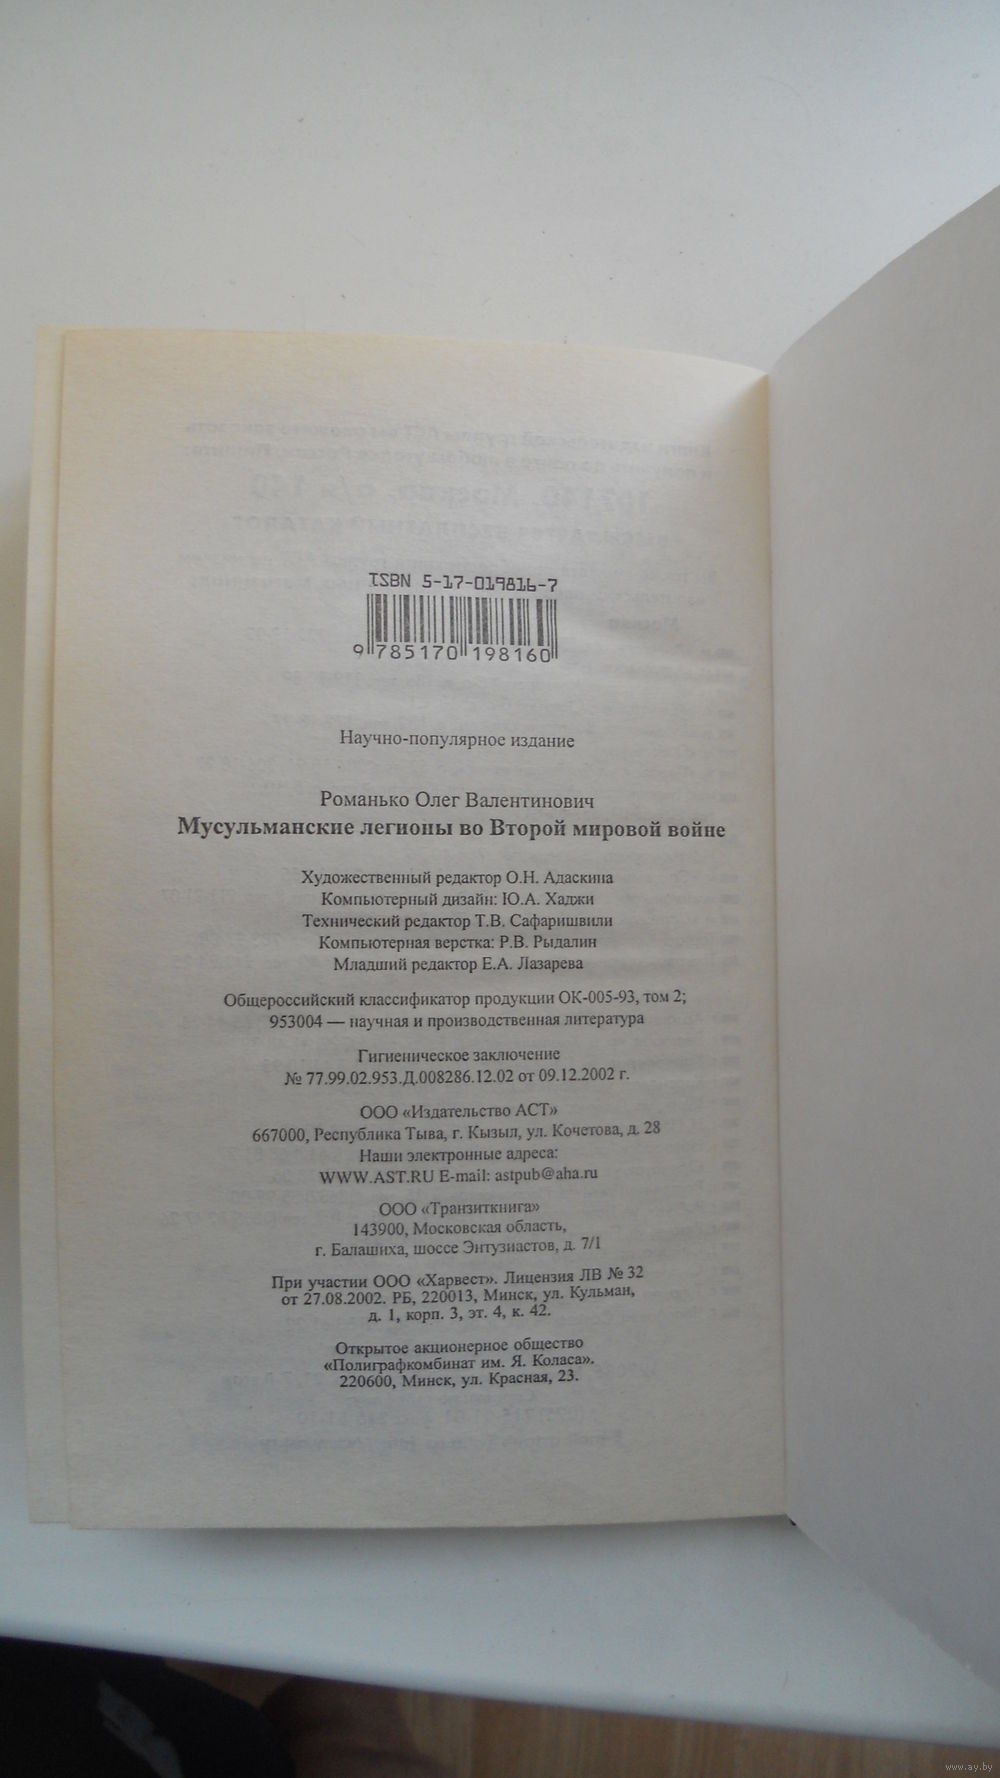 ISBN 5-17-019816-7
9 785170 198160
Научно-популярное издание
Романько Олег Валентинович
Мусульманские легионы во Второй мировой войне
Художественный редактор О.Н. Адаскина
Компьютерный дизайн: Ю.А. Хаджи
Технический редактор Т.В. Сафаришвили
Компьютерная верстка: Р.В. Рыдалин
Младший редактор Е.А. Лазарева
Общероссийский классификатор продукции ОК-005-93, том 2;
953004 — научная и производственная литература
Гигиеническое заключение
№ 77.99.02.953.Д.008286.12.02 от 09.12.2002 г.
ООО «Издательство АСТ»
667000, Республика Тыва, г. Кызыл, ул. Кочетова, д. 28
Наши электронные адреса:
WWW.AST.RU E-mail: astpub@aha.ru
ООО «Транзиткнига»
143900, Московская область,
г. Балашиха, шоссе Энтузиастов, д. 7/1
При участии ООО «Харвест». Лицензия ЛВ № 32
от 27.08.2002. РБ, 220013, Минск, ул. Кульман,
д. 1, корп. 3, эт. 4, к. 42.
Открытое акционерное общество
«Полиграфкомбинат им. Я. Коласа».
220600, Минск, ул. Красная, 23.
www.ay.by